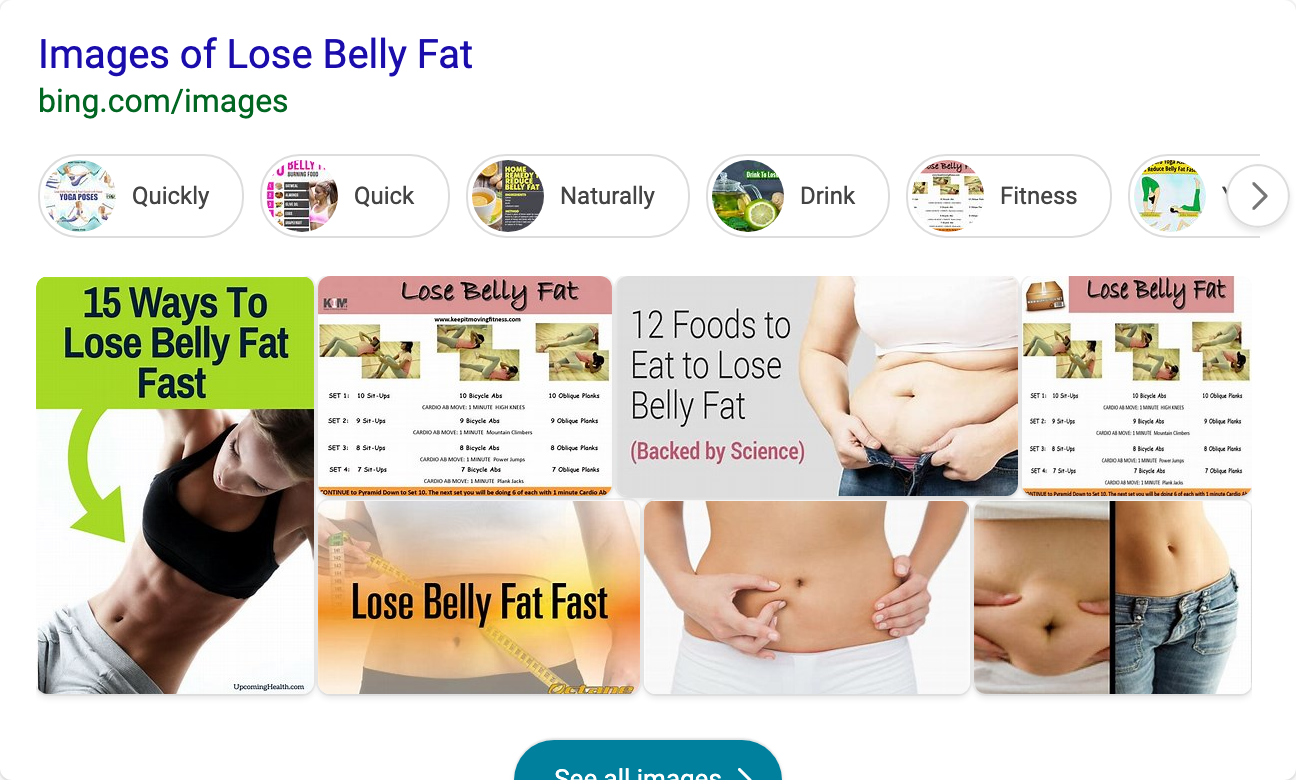 Images of Lose Belly Fat
bing.com/images
YOGA POSES
Quickly
BELLY
BURNING FOOD
Quick
HOME
REMEDY
REDUCE
BELLY FAT
Naturally
Drink To
Drink
Lose Belly
Fitness
Reduce Belly Fat Fast
15 Ways To
Lose Belly Fat
Fast
UpcomingHealth.com
Lose Belly Fat
www.keepitmovingfitness.com
SET 1: 10 Sit-Ups 10 Bicycle Abs 10 Oblique Planks
CARDIO AB MOVE: 1 MINUTE HIGH KNEES
SET 2: 9 Sit-Ups 9 Bicycle Abs 9 Oblique Planks
CARDIO AB MOVE: 1 MINUTE Mountain Climbers
SET 3: 8 Sit-Ups 8 Bicycle Abs 8 Oblique Planks
CARDIO AB MOVE: 1 MINUTE Power Jumps
SET 4: 7 Sit-Ups 7 Bicycle Abs 7 Oblique Planks
CARDIO AB MOVE: 1 MINUTE Plank Jacks
ONTINUE to Pyramid Down to Set 10. The next set you will be doing 6 of each with 1 minute Cardio Ab
12 Foods to
Eat to Lose
Belly Fat
(Backed by Science)
Lose Belly Fat
SET 1: 10 Sit-Ups 10 Bicycle Abs 10 Oblique Planks
CARDIO AB MOVE: 1 MINUTE HIGH KNEES
SET 2: 9 Sit-Ups 9 Bicycle Abs 9 Oblique Planks
CARDIO AB MOVE: 1 MINUTE Mountain Climbers
SET 3: 8 Sit-Ups 8 Bicycle Abs 8 Oblique Planks
CARDIO AB MOVE: 1 MINUTE Power Jumps
SET 4: 7 Sit-Ups 7 Bicycle Abs 7 Oblique Planks
CARDIO AB MOVE: 1 MINUTE Plank Jacks
ONTINUE to Pyramid Down to Set 10. The next set you will be doing 6 of each with 1 minute Cardio Ab
Lose Belly Fat Fast
See all images